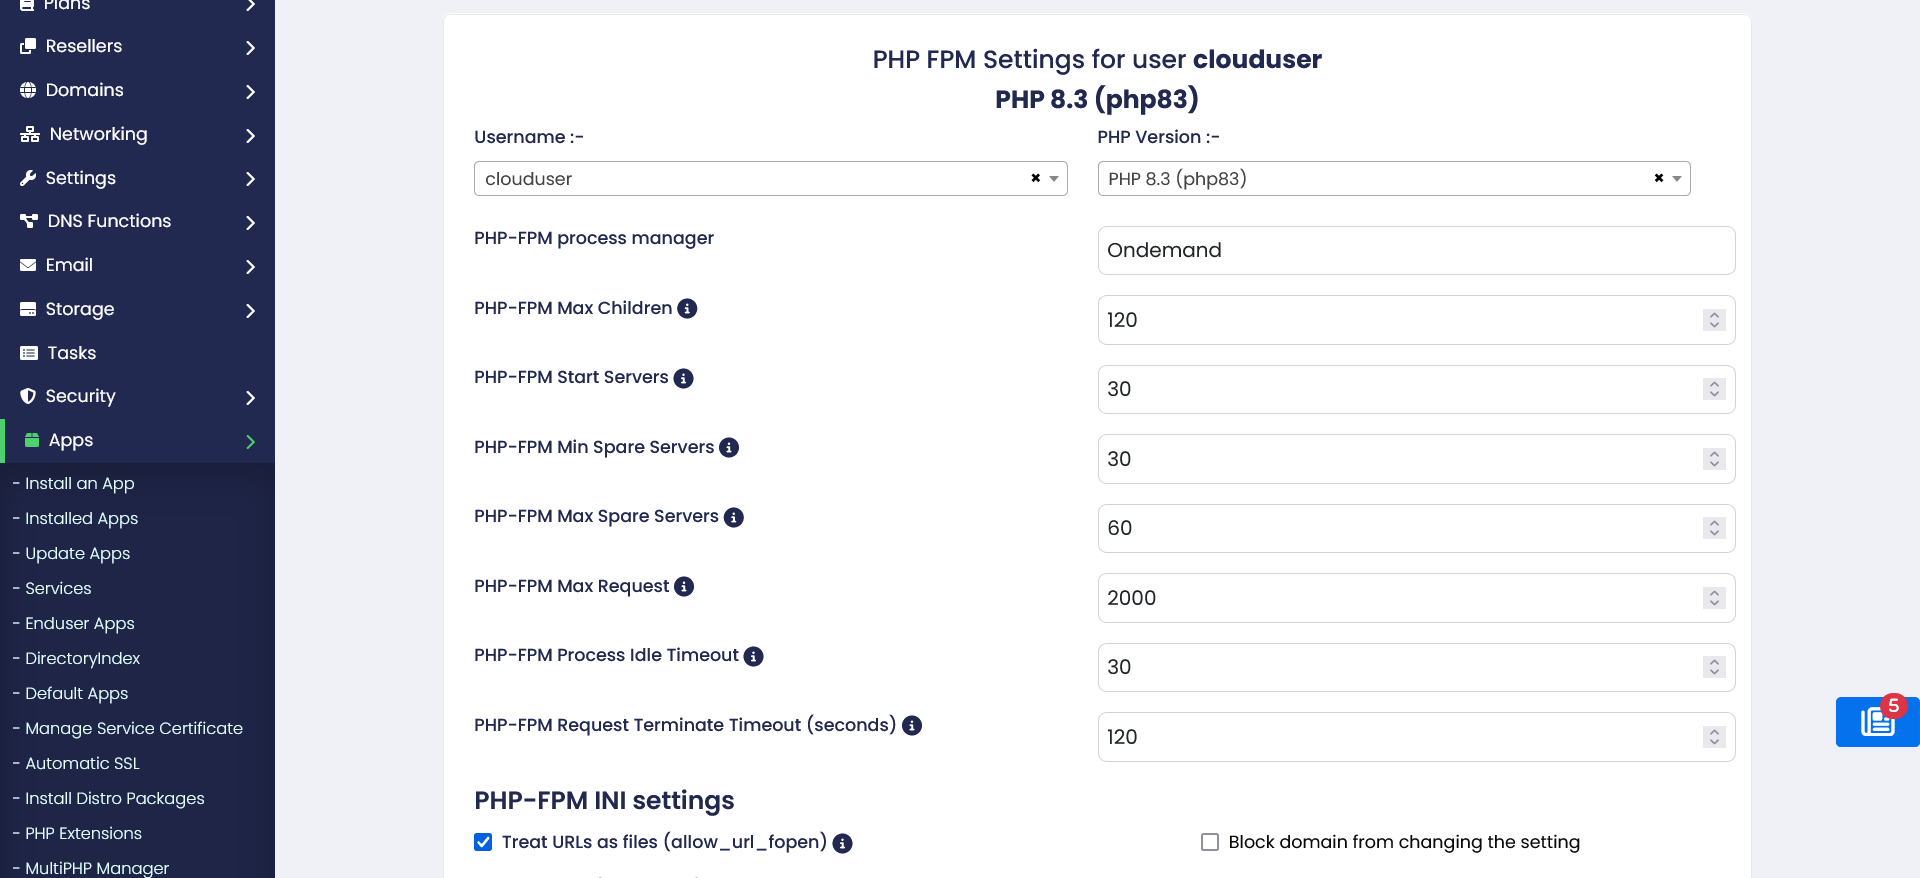 Plans
Resellers
Domains
Networking
Settings
DNS Functions
Email
Storage
Tasks
Security
Apps
- Install an App
- Installed Apps
- Update Apps
- Services
- Enduser Apps
- DirectoryIndex
- Default Apps
- Manage Service Certificate
- Automatic SSL
- Install Distro Packages
- PHP Extensions
- MultiPHP Manager
PHP FPM Settings for user clouduser
PHP 8.3 (php83)
Username :-
clouduser
PHP Version :-
PHP 8.3 (php83)
PHP-FPM process manager
Ondemand
PHP-FPM Max Children
120
PHP-FPM Start Servers
30
PHP-FPM Min Spare Servers
30
PHP-FPM Max Spare Servers
60
PHP-FPM Max Request
2000
PHP-FPM Process Idle Timeout
30
PHP-FPM Request Terminate Timeout (seconds)
120
PHP-FPM INI settings
Treat URLs as files (allow_url_fopen)
Block domain from changing the setting
5